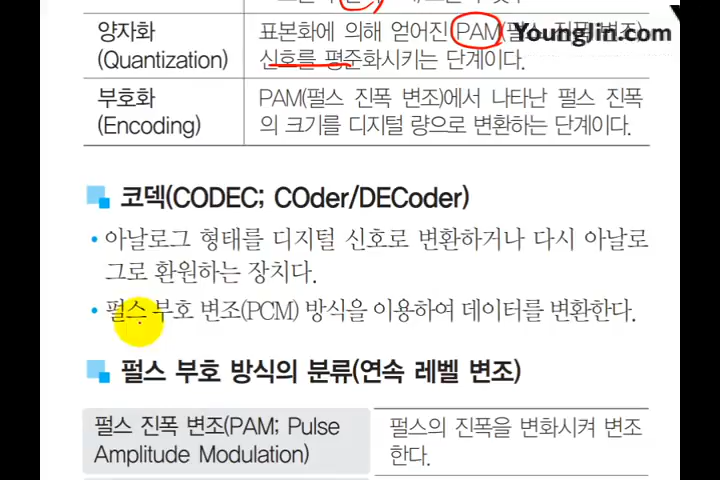 양자화
(Quantization)
표본화에 의해 얻어진 PAM(펄스 진폭 변조)
신호를 평준화시키는 단계이다.
YoungJin.com
부호화
(Encoding)
PAM(펄스 진폭 변조)에서 나타난 펄스 진폭
의 크기를 디지털 량으로 변환하는 단계이다.
코덱(CODEC; COder/DECoder)
• 아날로그 형태를 디지털 신호로 변환하거나 다시 아날로
그로 환원하는 장치다.
• 펄스 부호 변조(PCM) 방식을 이용하여 데이터를 변환한다.
펄스 부호 방식의 분류(연속 레벨 변조)
펄스 진폭 변조(PAM; Pulse
Amplitude Modulation)
펄스의 진폭을 변화시켜 변조
한다.